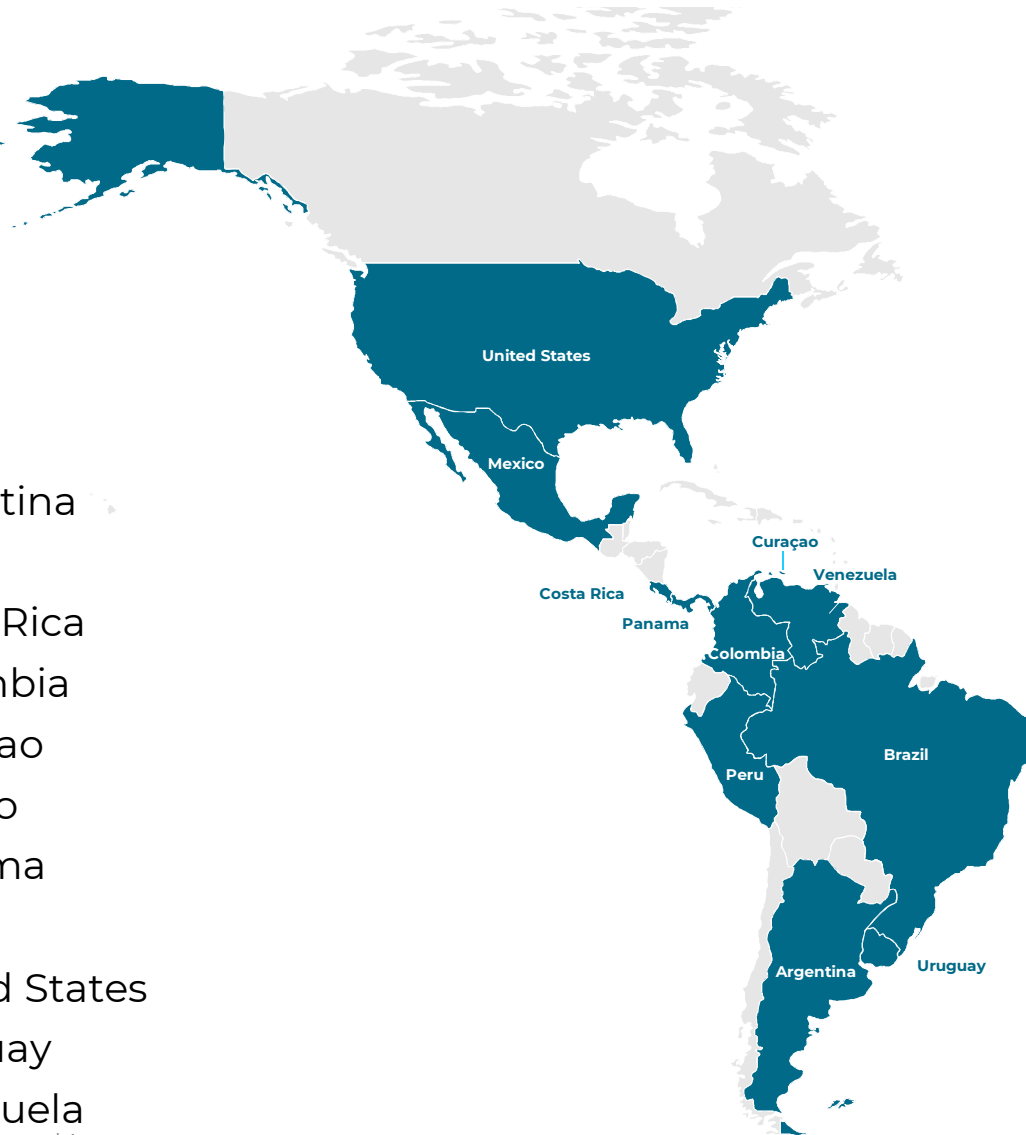 tina
Rica
nbia
ao
o
ma
d States
uay
uela
United States
Mexico
Curaçao
Venezuela
Costa Rica
Panama
Colombia
Brazil
Peru
Uruguay
Argentina